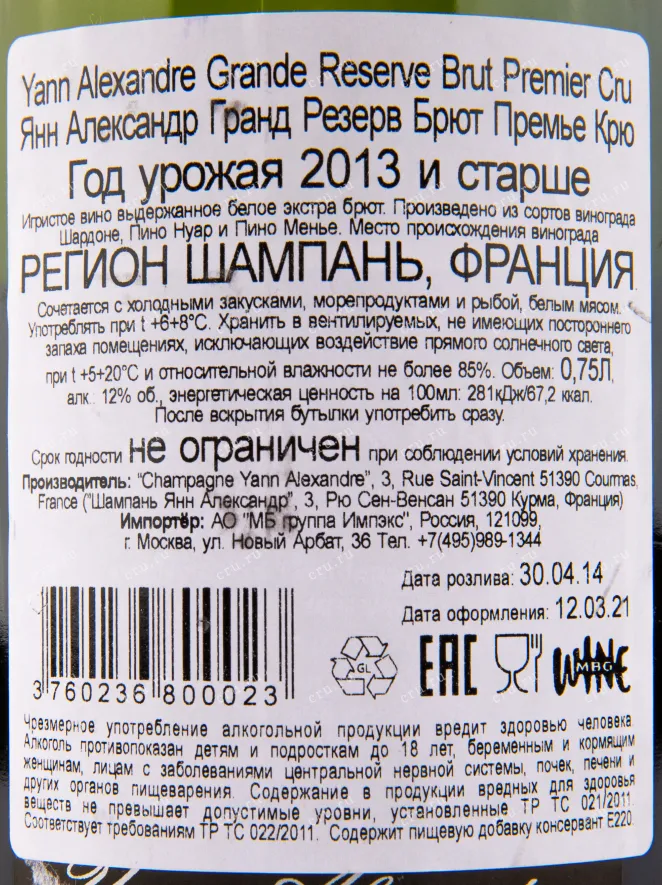 Yann Alexandre Grande Reserve Brut Premier Cru
Янн Александр Гранд Резерв Брют Премье Крю
Год урожая 2013 и старше
Игристое вино выдержанное белое экстра брют. Произведено из сортов винограда
Шардоне, Пино Нуар и Пино Менье. Место происхождения винограда
РЕГИОН ШАМПАНЬ, ФРАНЦИЯ.
Сочетается с холодными закусками, морепродуктами и рыбой, белым мясом.
Употреблять при t +6+8°C. Хранить в вентилируемых, не имеющих постороннего
запаха помещениях, исключающих воздействие прямого солнечного света,
при t +5+20°C и относительной влажности не более 85%. Объем: 0,75Л,
алк.: 12% об., энергетическая ценность на 100мл: 281кДж/67,2 ккал.
После вскрытия бутылки употребить сразу.
Срок годности не ограничен при соблюдении условий хранения.
Производитель: "Champagne Yann Alexandre", 3, Rue Saint-Vincent 51390 Courmas,
France ("Шампань Янн Александр", 3, Рю Сен-Венсан 51390 Курма, Франция)
Импортёр: АО "МБ группа Импэкс", Россия, 121099,
г. Москва, ул. Новый Арбат, 36 Тел. +7(495)989-1344
Дата розлива: 30.04.14
Дата оформления: 12.03.21
3 760236 800023
GL
EAC
WINE
MBG
Чрезмерное употребление алкогольной продукции вредит здоровью человека.
Алкоголь противопоказан детям и подросткам до 18 лет, беременным и кормящим
женщинам, лицам с заболеваниями центральной нервной системы, почек, печени и
других органов пищеварения. Содержание в продукции вредных для здоровья
веществ не превышает допустимые уровни, установленные ТР ТС 021/2011.
Соответствует требованиям ТР ТС 022/2011. Содержит пищевую добавку консервант Е220.